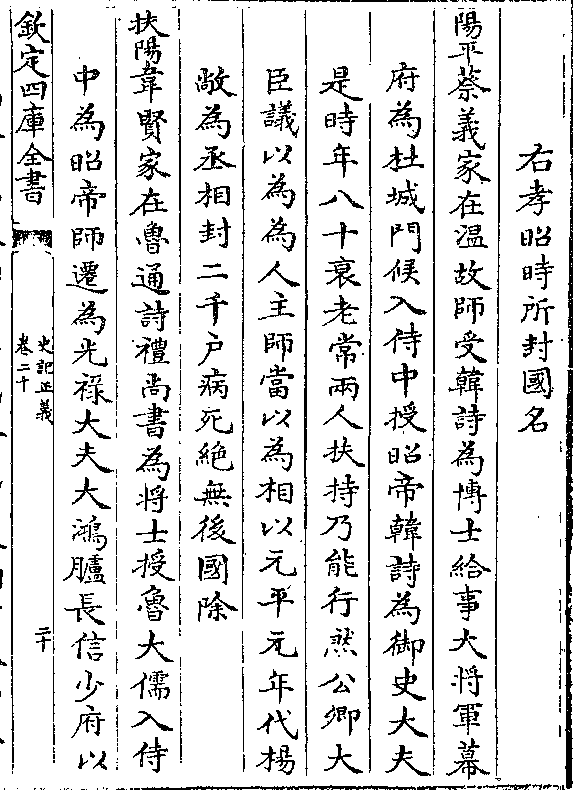 右孝昭時所封國名
陽平蔡義家在溫故師受韓詩為博士給事大將軍幕
府為杜城門候入侍中授昭帝韓詩為御史大夫
是時年八十衰老常兩人扶持乃能行然公卿大
臣議以為為人主師當以為相以元平元年代楊
敞為丞相封二千户病死絶無後國除
扶陽韋賢家在魯通詩禮尚書為將士授魯大儒入侍
中為昭帝師遷為光禄大夫大鴻臚長信少府以
欽定四庫全書
史記正義
卷二十
二十